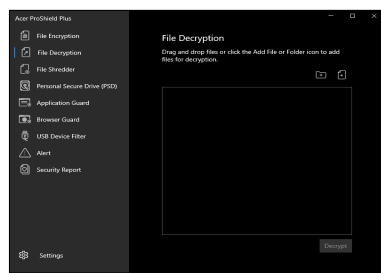 Acer ProShield Plus
File Encryption
File Decryption
File Shredder
Personal Secure Drive (PSD)
Application Guard
Browser Guard
USB Device Filter
Alert
Security Report
Settings
File Decryption
Drag and drop files or click the Add File or Folder icon to add
files for decryption.
Decrypt